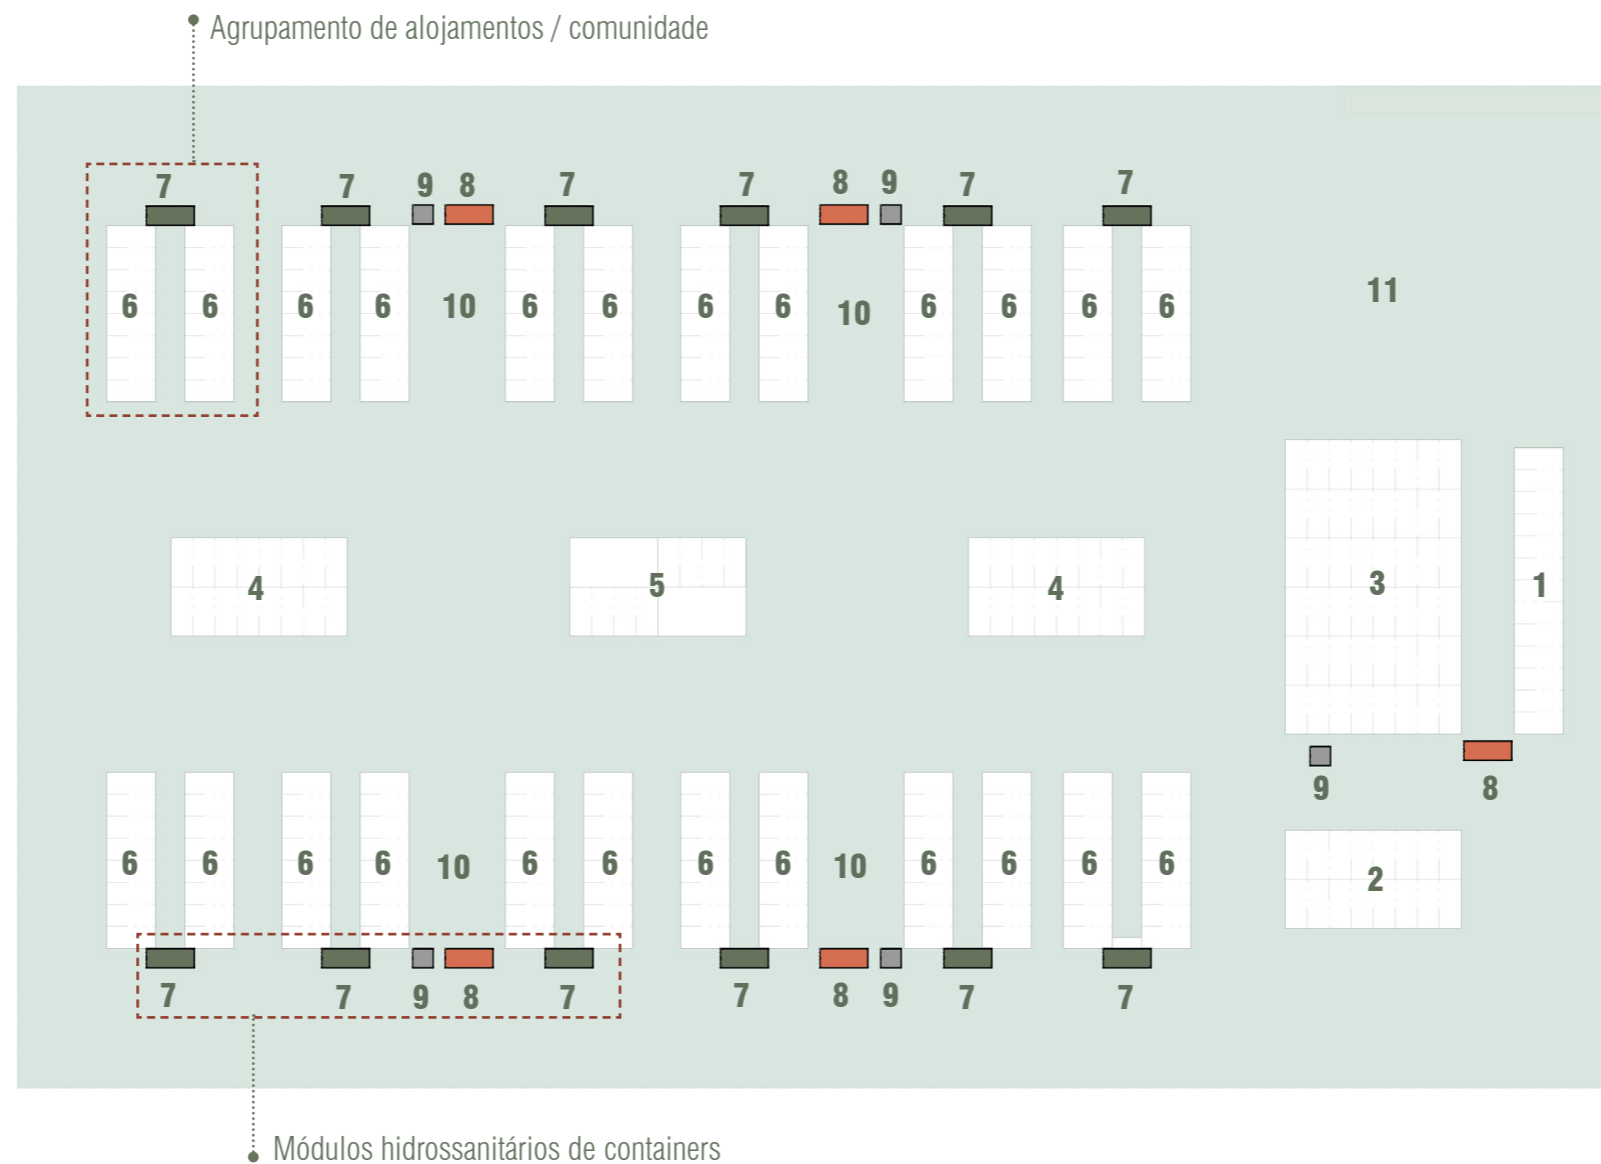 Agrupamento de alojamentos / comunidade
7 7 9 8 7 7 8 9 7 7
6 6 6 6 10 6 6 6 6 10 6 6 6 6 11
4 5 4 3 1
9 8
6 6 6 6 10 6 6 6 6 10 6 6 6 6 2
7 7 9 8 7 7 8 9 7 7
Módulos hidrossanitários de containers